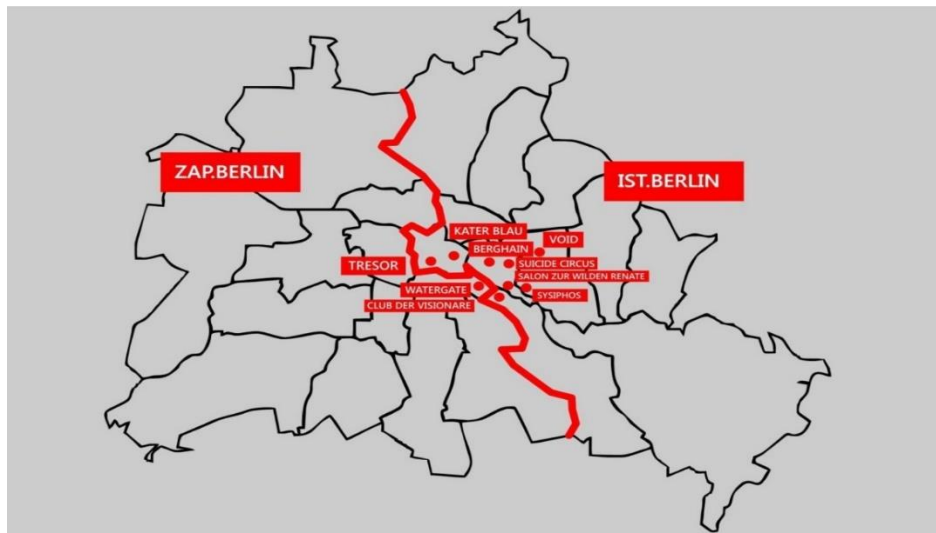 ZAP.BERLIN
IST.BERLIN
KATER BLAU
VOID
BERGHAIN
TRESOR
SUICIDE CIRCUS
SALON ZUR WILDEN RENATE
WATERGATE
SYSIPHOS
CLUB DER VISIONARE